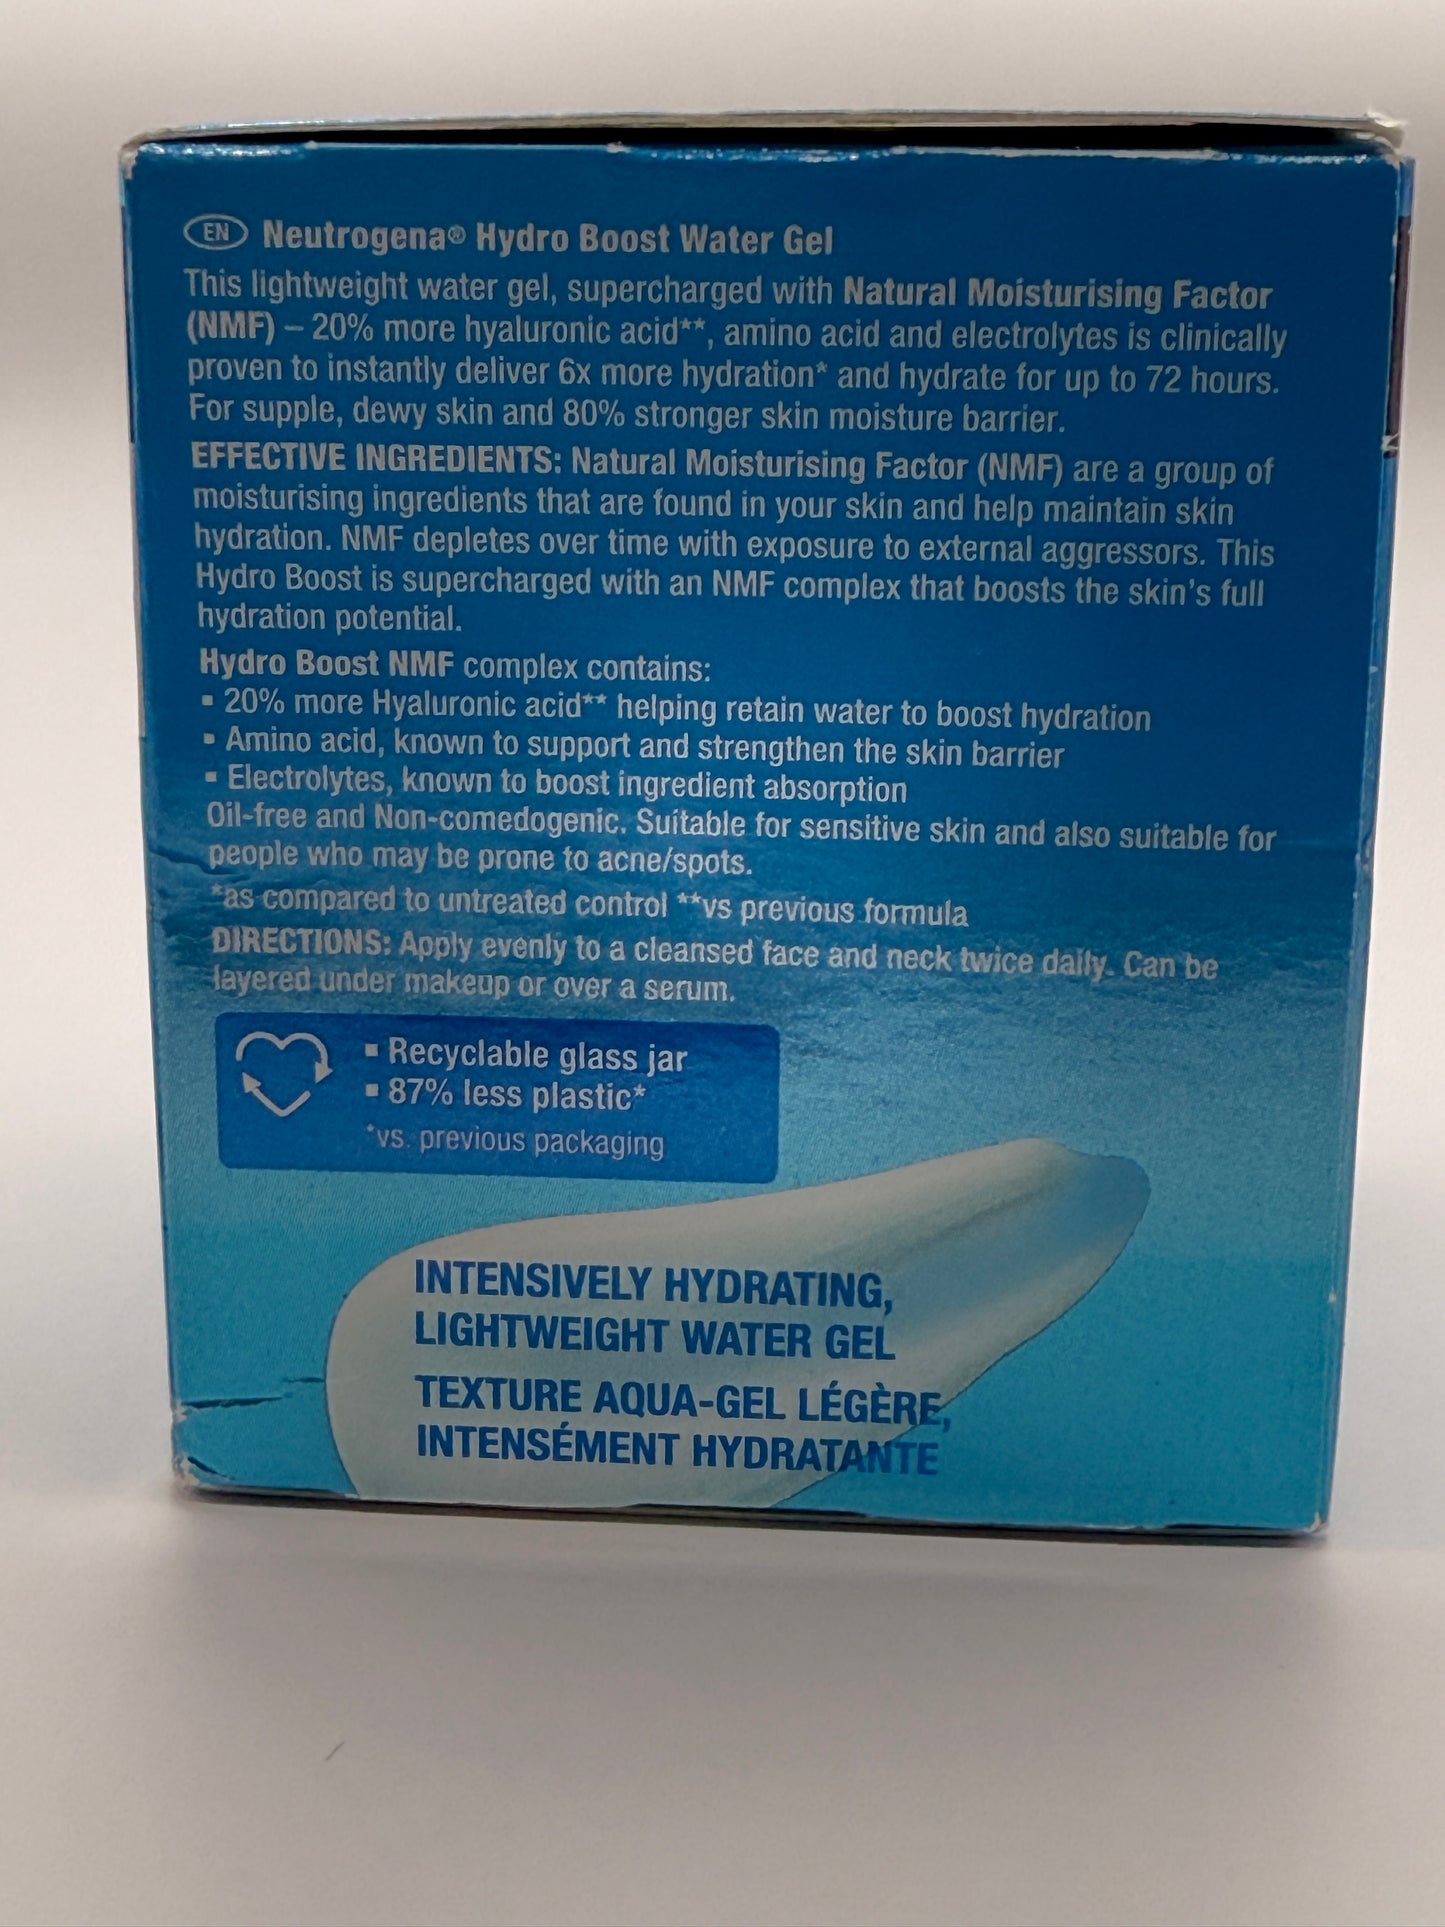 EN Neutrogena® Hydro Boost Water Gel
This lightweight water gel, supercharged with Natural Moisturising Factor
(NMF) – 20% more hyaluronic acid**, amino acid and electrolytes is clinically
proven to instantly deliver 6x more hydration* and hydrate for up to 72 hours.
For supple, dewy skin and 80% stronger skin moisture barrier.
EFFECTIVE INGREDIENTS: Natural Moisturising Factor (NMF) are a group of
moisturising ingredients that are found in your skin and help maintain skin
hydration. NMF depletes over time with exposure to external aggressors. This
Hydro Boost is supercharged with an NMF complex that boosts the skin's full
hydration potential.
Hydro Boost NMF complex contains:
▪ 20% more Hyaluronic acid** helping retain water to boost hydration
▪ Amino acid, known to support and strengthen the skin barrier
▪ Electrolytes, known to boost ingredient absorption
Oil-free and Non-comedogenic. Suitable for sensitive skin and also suitable for
people who may be prone to acne/spots.
*as compared to untreated control **vs previous formula
DIRECTIONS: Apply evenly to a cleansed face and neck twice daily. Can be
layered under makeup or over a serum.
▪ Recyclable glass jar
▪ 87% less plastic*
*vs. previous packaging
INTENSIVELY HYDRATING,
LIGHTWEIGHT WATER GEL
TEXTURE AQUA-GEL LÉGÈRE,
INTENSÉMENT HYDRATANTE